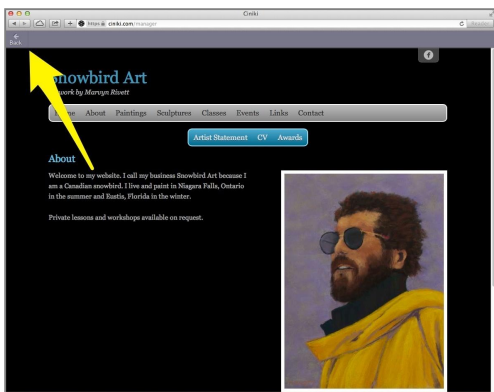 Ciniki
https ciniki.com/manager
Reader
Back
Snowbird Art
Artwork by Marvyn Rivett
Home About Paintings Sculptures Classes Events Links Contact
Artist Statement CV Awards
About
Welcome to my website. I call my business Snowbird Art because I
am a Canadian snowbird. I live and paint in Niagara Falls, Ontario
in the summer and Eustis, Florida in the winter.
Private lessons and workshops available on request.